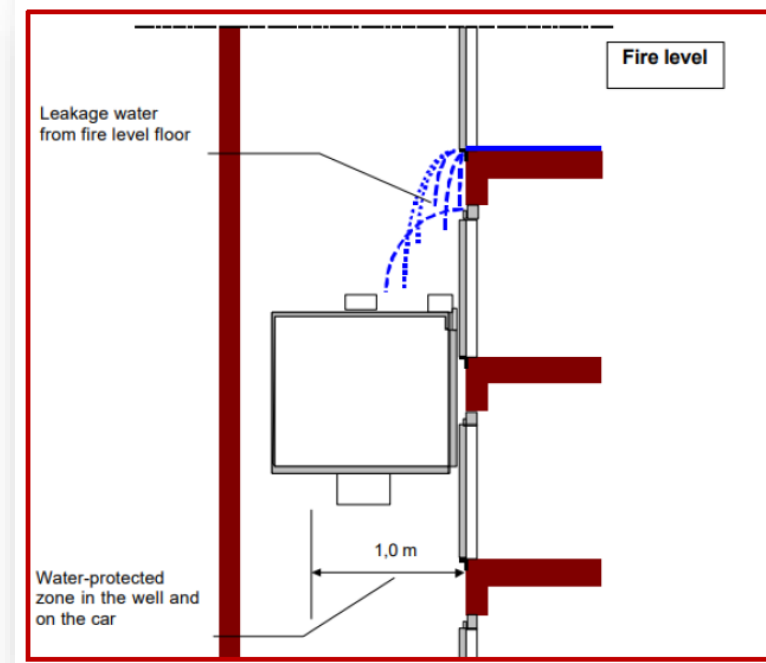 Fire level
Leakage water
from fire level floor
1,0 m
Water-protected
zone in the well and
on the car